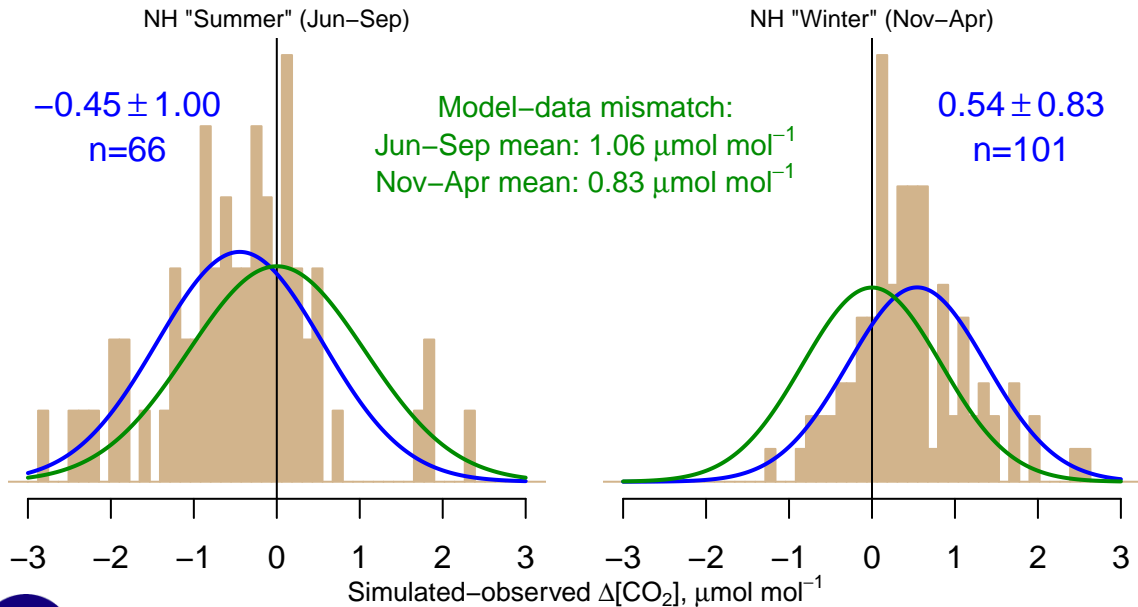 NH "Summer" (Jun−Sep)
NH "Winter" (Nov−Apr)
−0.45 ± 1.00
n=66
Model−data mismatch:
Jun−Sep mean: 1.06 μmol mol⁻¹
Nov−Apr mean: 0.83 μmol mol⁻¹
0.54 ± 0.83
n=101
−3 −2 −1 0 1 2 3
−3 −2 −1 0 1 2 3
Simulated−observed Δ[CO₂], μmol mol⁻¹